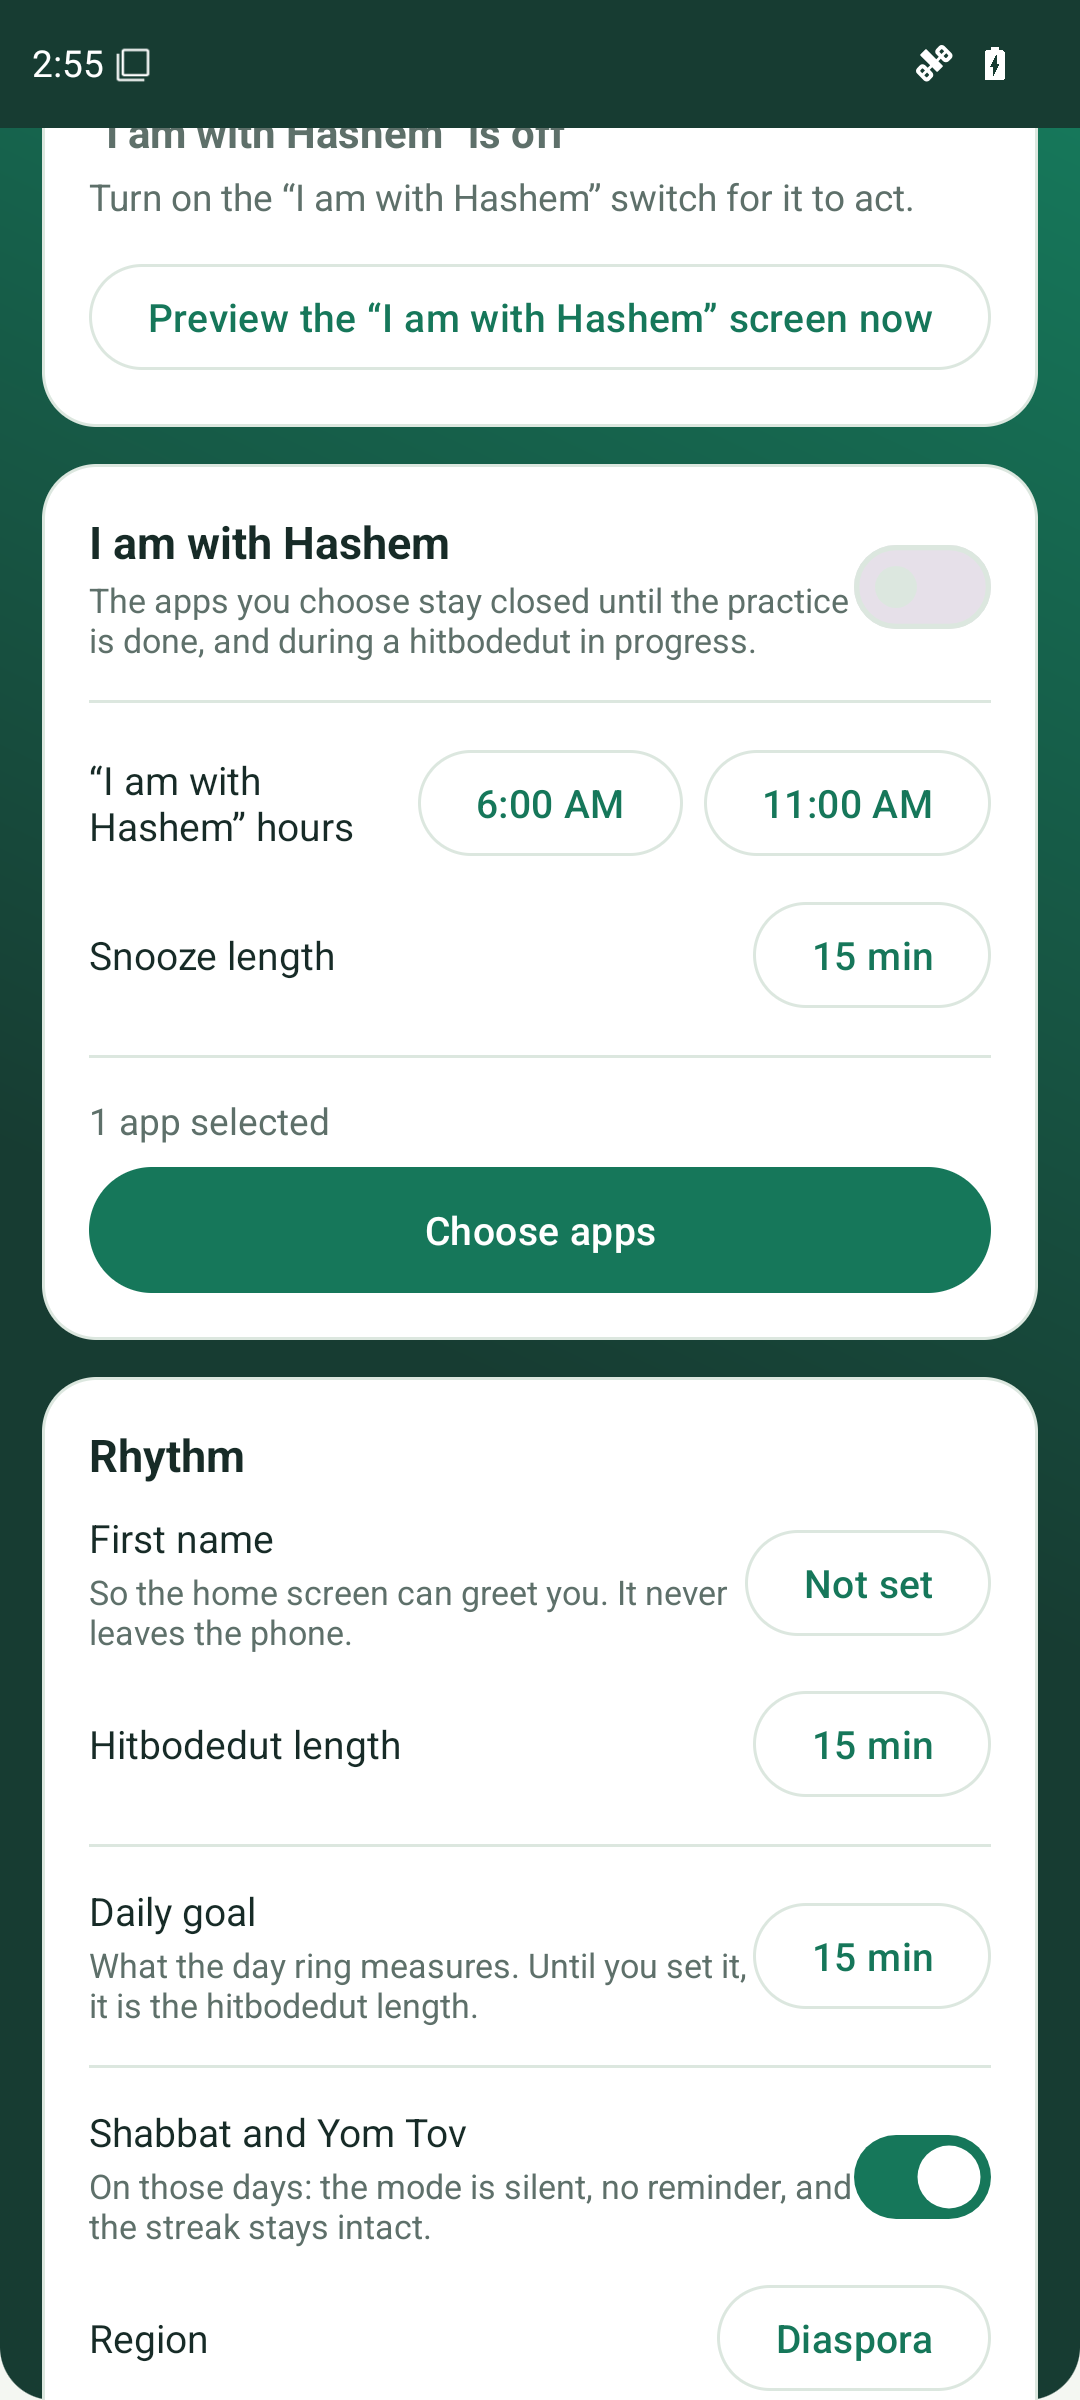 2:55
"I am with Hashem" is off
Turn on the “I am with Hashem” switch for it to act.
Preview the “I am with Hashem” screen now
I am with Hashem
The apps you choose stay closed until the practice
is done, and during a hitbodedut in progress.
“I am with
Hashem” hours
6:00 AM
11:00 AM
Snooze length
15 min
1 app selected
Choose apps
Rhythm
First name
So the home screen can greet you. It never
leaves the phone.
Not set
Hitbodedut length
15 min
Daily goal
What the day ring measures. Until you set it,
it is the hitbodedut length.
15 min
Shabbat and Yom Tov
On those days: the mode is silent, no reminder, and
the streak stays intact.
Region
Diaspora